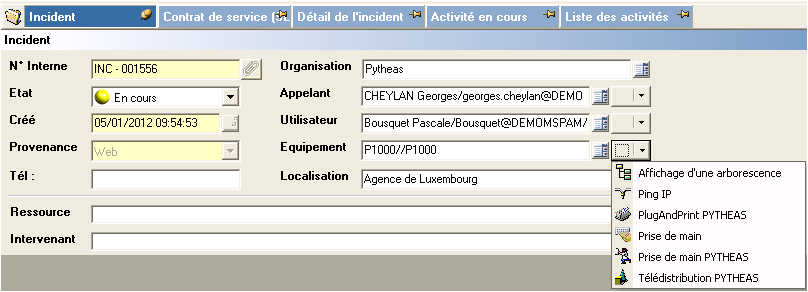 Incident Contrat de service ( Détail de l'incident Activité en cours Liste des activités
Incident
N° Interne INC - 001556 Organisation Pytheas
Etat En cours Appelant CHEYLAN Georges/georges.cheylan@DEMO
Créé 05/01/2012 09:54:53 Utilisateur Bousquet Pascale/Bousquet@DEMOMSPAM/
Provenance Web Equipement P1000//P1000
Tél : Localisation Agence de Luxembourg
Ressource
Intervenant
Affichage d'une arborescence
Ping IP
PlugAndPrint PYTHEAS
Prise de main
Prise de main PYTHEAS
Télédistribution PYTHEAS